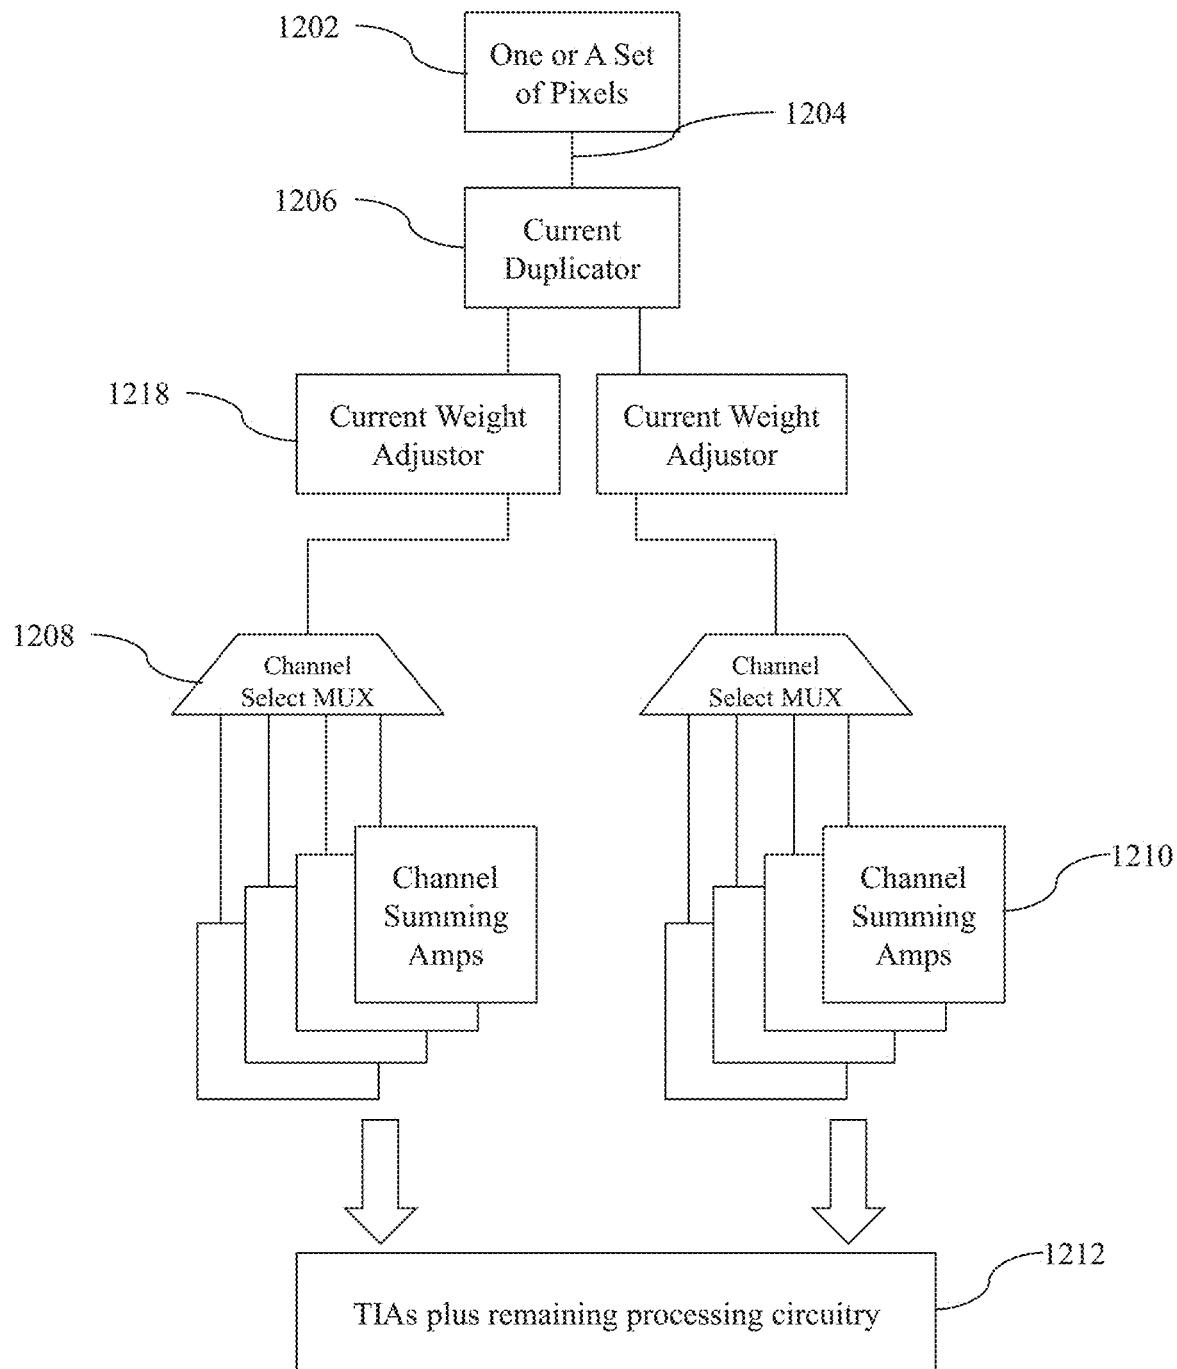 1202
One or A Set
of Pixels
1204
1206
Current
Duplicator
1218
Current Weight
Adjustor
Current Weight
Adjustor
1208
Channel
Select MUX
Channel
Select MUX
Channel
Summing
Amps
Channel
Summing
Amps
1210
1212
TIAs plus remaining processing circuitry